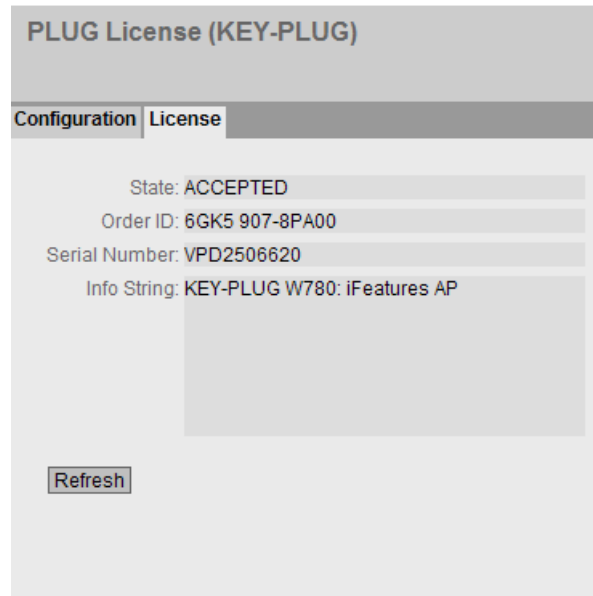 PLUG License (KEY-PLUG)
Configuration License
State: ACCEPTED
Order ID: 6GK5 907-8PA00
Serial Number: VPD2506620
Info String: KEY-PLUG W780: iFeatures AP
Refresh